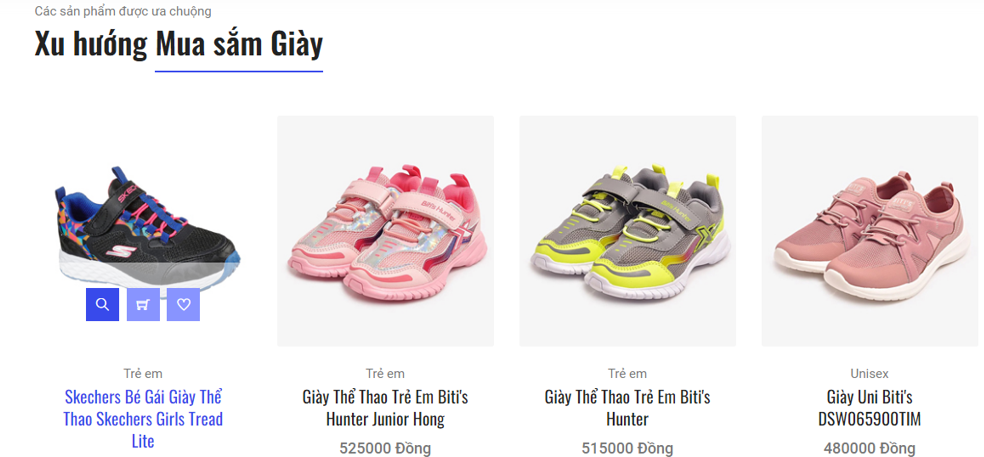 Các sản phẩm được ưa chuộng
Xu hướng Mua sắm Giày
Trẻ em
Skechers Bé Gái Giày Thể
Thao Skechers Girls Tread
Lite
Trẻ em
Giày Thể Thao Trẻ Em Biti's
Hunter Junior Hong
525000 Đồng
Trẻ em
Giày Thể Thao Trẻ Em Biti's
Hunter
515000 Đồng
Unisex
Giày Uni Biti's
DSW065900TIM
480000 Đồng